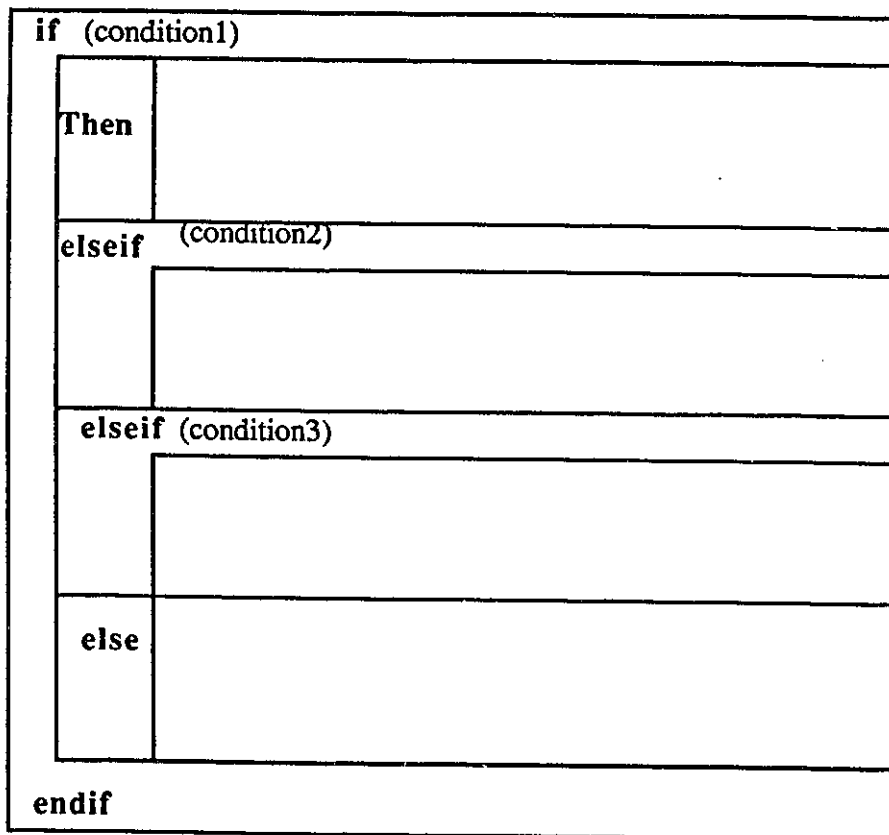 if (condition1)
Then
elseif (condition2)
elseif (condition3)
else
endif